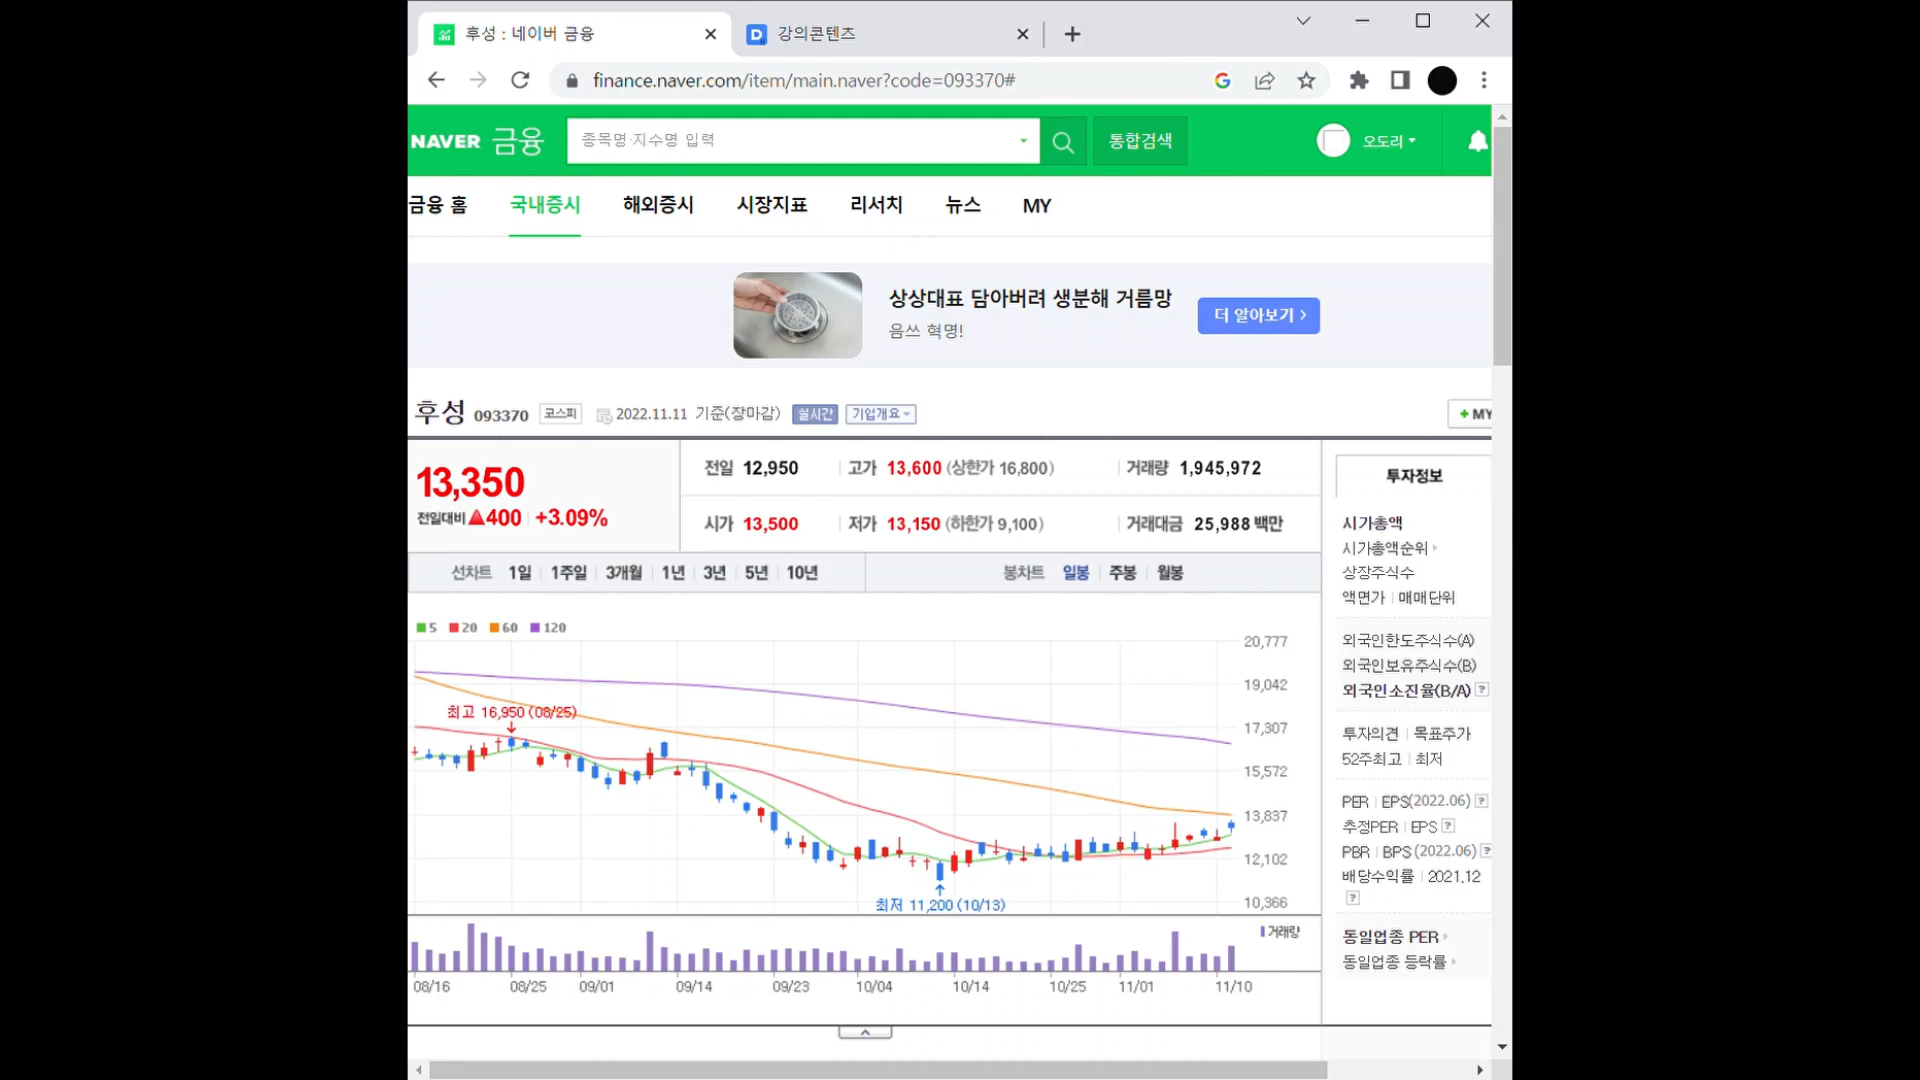 후성 : 네이버 금융
강의콘텐츠
finance.naver.com/item/main.naver?code=093370#
NAVER 금융
종목명·지수명 입력
통합검색
오도리
금융 홈
국내증시
해외증시
시장지표
리서치
뉴스
MY
상상대표 담아버려 생분해 거름망
음쓰 혁명!
더 알아보기 >
후성 093370 코스피 2022.11.11 기준(장마감) 실시간 기업개요
+ MY
13,350
전일대비 ▲400 +3.09%
전일 12,950 고가 13,600 (상한가 16,800) 거래량 1,945,972
시가 13,500 저가 13,150 (하한가 9,100) 거래대금 25,988 백만
선차트 1일 1주일 3개월 1년 3년 5년 10년
봉차트 일봉 주봉 월봉
5 20 60 120
최고 16,950 (08/25)
최저 11,200 (10/13)
20,777
19,042
17,307
15,572
13,837
12,102
10,366
거래량
08/16 08/25 09/01 09/14 09/23 10/04 10/14 10/25 11/01 11/10
투자정보
시가총액
시가총액순위
상장주식수
액면가 매매단위
외국인한도주식수(A)
외국인보유주식수(B)
외국인소진율(B/A) ?
투자의견 목표주가
52주최고 최저
PER EPS(2022.06) ?
추정PER EPS ?
PBR BPS(2022.06) ?
배당수익률 2021.12
?
동일업종 PER
동일업종 등락률